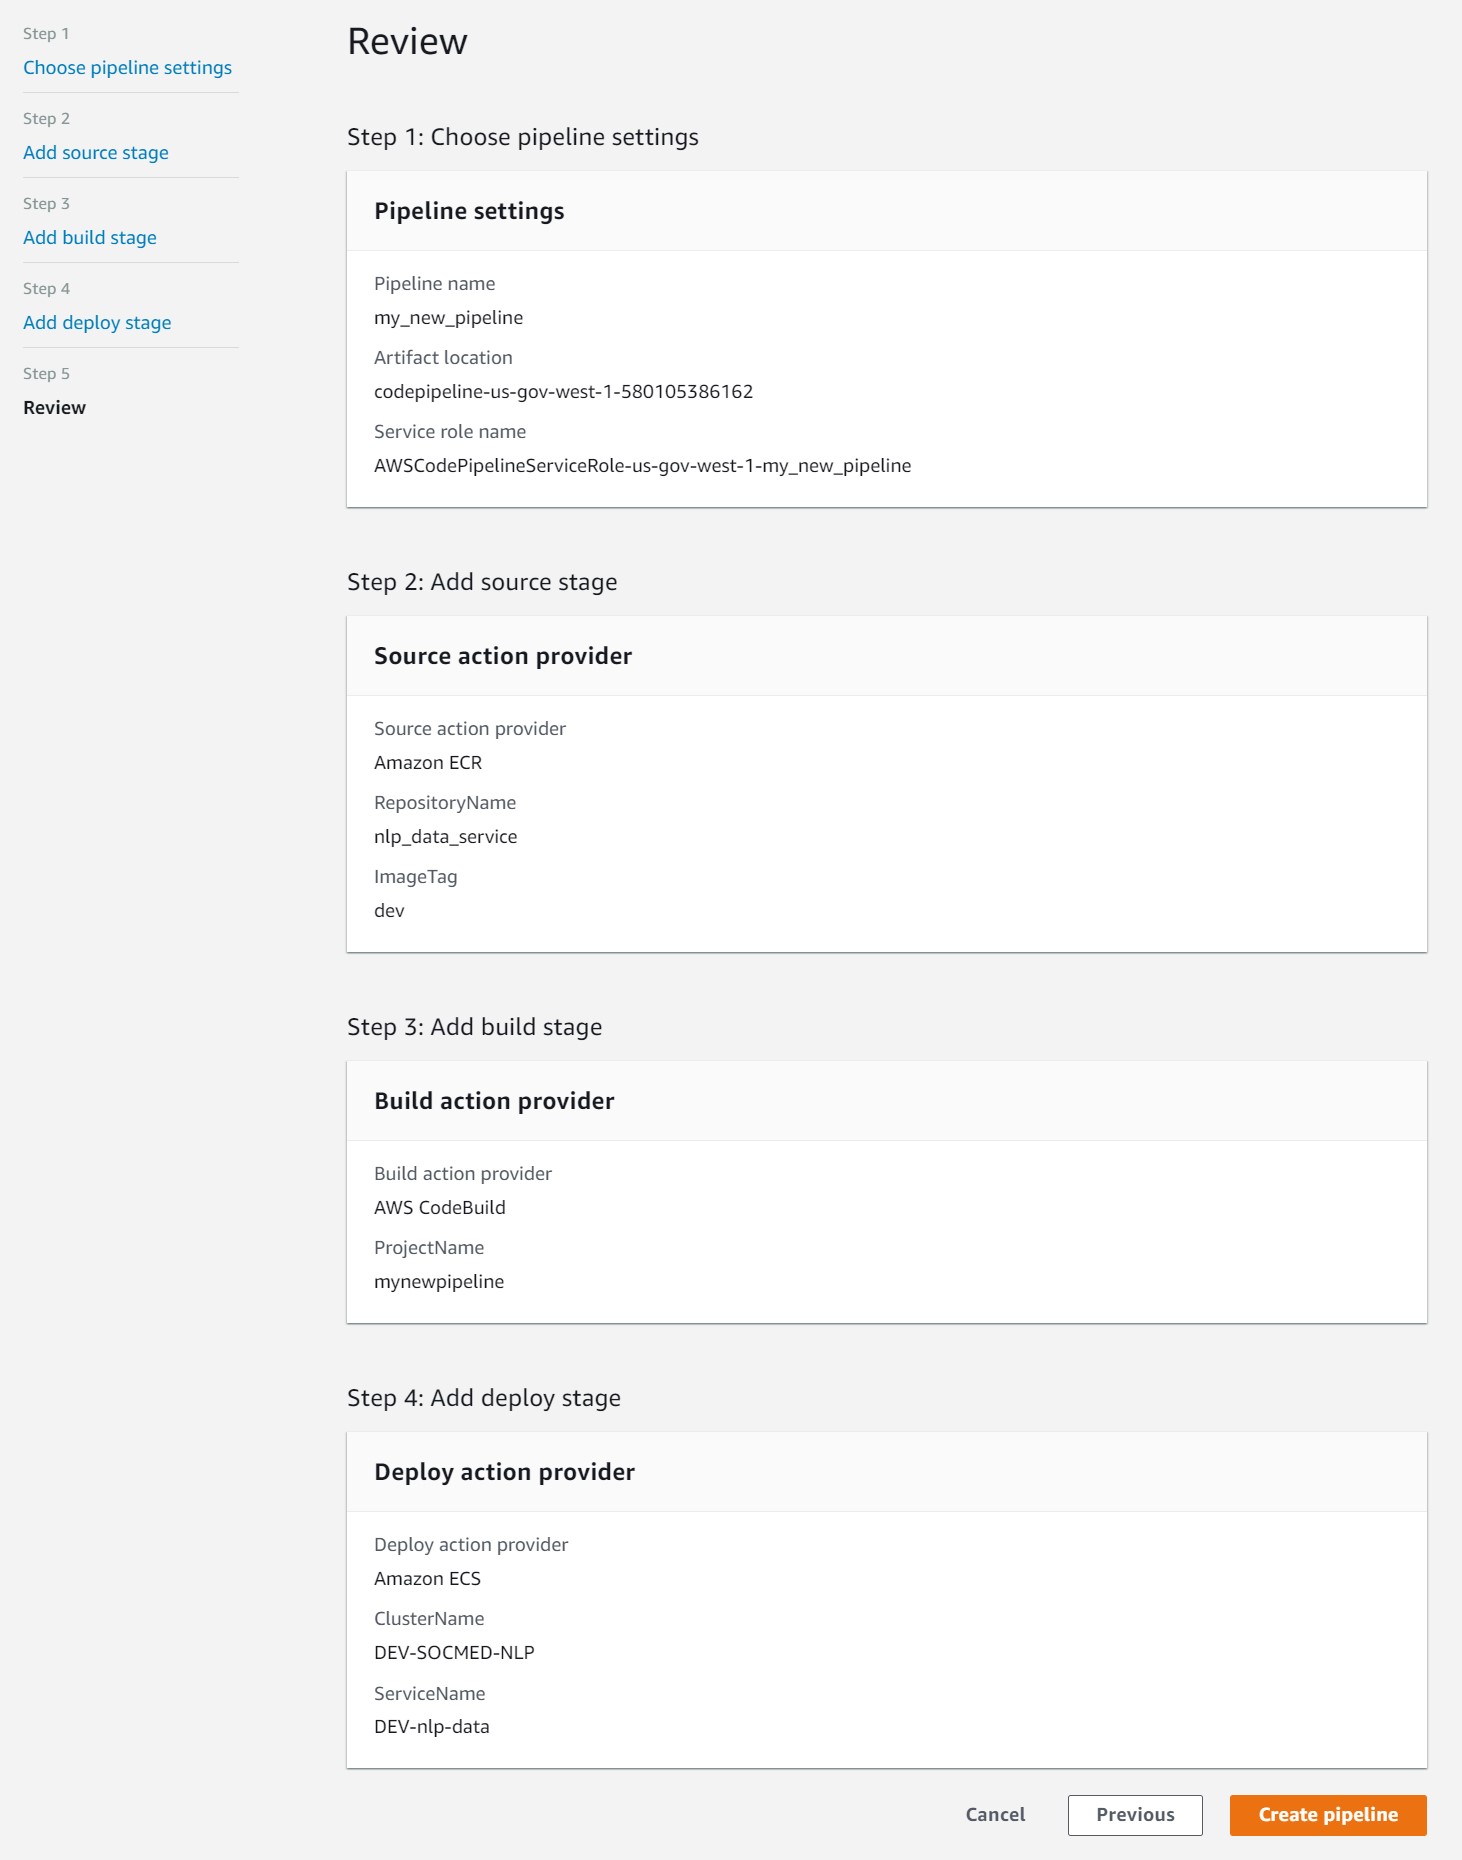 Step 1
Choose pipeline settings
Step 2
Add source stage
Step 3
Add build stage
Step 4
Add deploy stage
Step 5
Review
Review
Step 1: Choose pipeline settings
Pipeline settings
Pipeline name
my_new_pipeline
Artifact location
codepipeline-us-gov-west-1-580105386162
Service role name
AWSCodePipelineServiceRole-us-gov-west-1-my_new_pipeline
Step 2: Add source stage
Source action provider
Source action provider
Amazon ECR
RepositoryName
nlp_data_service
ImageTag
dev
Step 3: Add build stage
Build action provider
Build action provider
AWS CodeBuild
ProjectName
mynewpipeline
Step 4: Add deploy stage
Deploy action provider
Deploy action provider
Amazon ECS
ClusterName
DEV-SOCMED-NLP
ServiceName
DEV-nlp-data
Cancel
Previous
Create pipeline